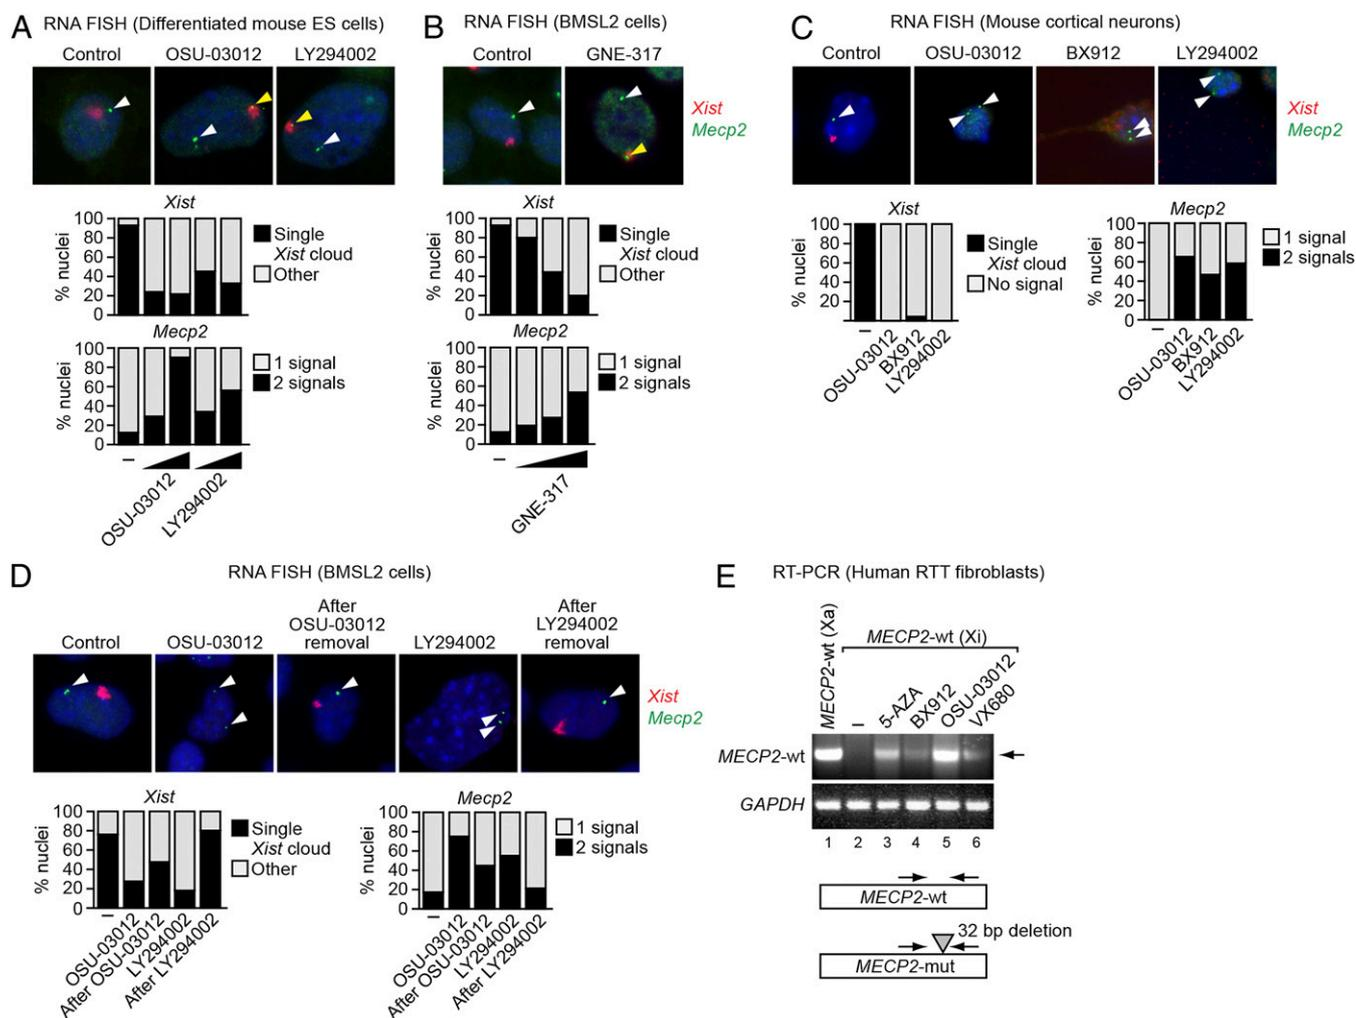 A
RNA FISH (Differentiated mouse ES cells)
Control OSU-03012 LY294002
Xist
100
80
60
40
20
0
% nuclei
Single
Xist cloud
Other
Mecp2
100
80
60
40
20
0
% nuclei
1 signal
2 signals
–
OSU-03012
LY294002
B
RNA FISH (BMSL2 cells)
Control GNE-317
Xist
Mecp2
Xist
100
80
60
40
20
0
% nuclei
Single
Xist cloud
Other
Mecp2
100
80
60
40
20
0
% nuclei
1 signal
2 signals
–
GNE-317
C
RNA FISH (Mouse cortical neurons)
Control OSU-03012 BX912 LY294002
Xist
Mecp2
Xist
100
80
60
40
20
% nuclei
Single
Xist cloud
No signal
–
OSU-03012
BX912
LY294002
Mecp2
100
80
60
40
20
0
% nuclei
1 signal
2 signals
–
OSU-03012
BX912
LY294002
D
RNA FISH (BMSL2 cells)
Control
OSU-03012
After
OSU-03012
removal
LY294002
After
LY294002
removal
Xist
Mecp2
Xist
100
80
60
40
20
0
% nuclei
Single
Xist cloud
Other
–
OSU-03012
After OSU-03012
LY294002
After LY294002
Mecp2
100
80
60
40
20
0
% nuclei
1 signal
2 signals
–
OSU-03012
After OSU-03012
LY294002
After LY294002
E
RT-PCR (Human RTT fibroblasts)
MECP2-wt (Xa)
MECP2-wt (Xi)
–
5-AZA
BX912
OSU-03012
VX680
MECP2-wt
GAPDH
1 2 3 4 5 6
MECP2-wt
32 bp deletion
MECP2-mut